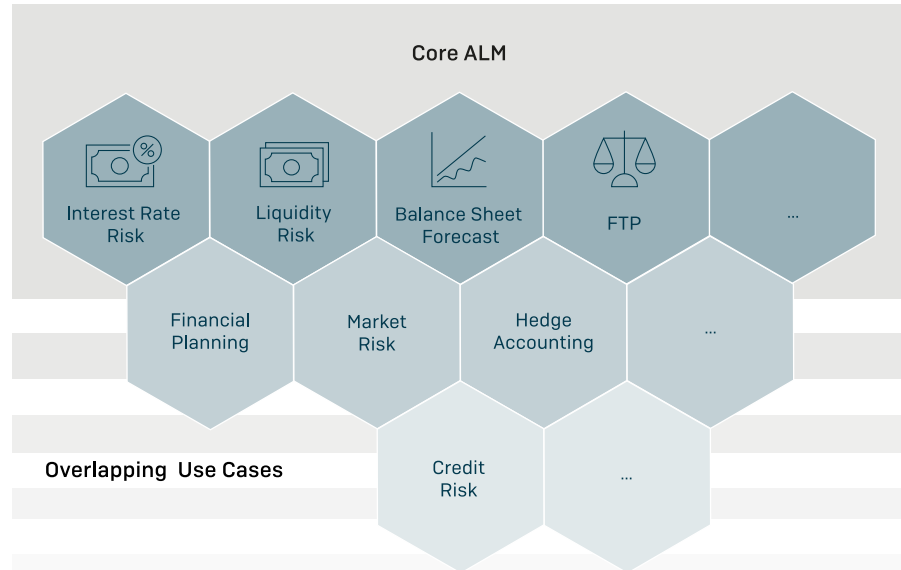 Core ALM
%
Interest Rate
Risk
Liquidity
Risk
Balance Sheet
Forecast
FTP
...
Financial
Planning
Market
Risk
Hedge
Accounting
...
Overlapping Use Cases
Credit
Risk
...